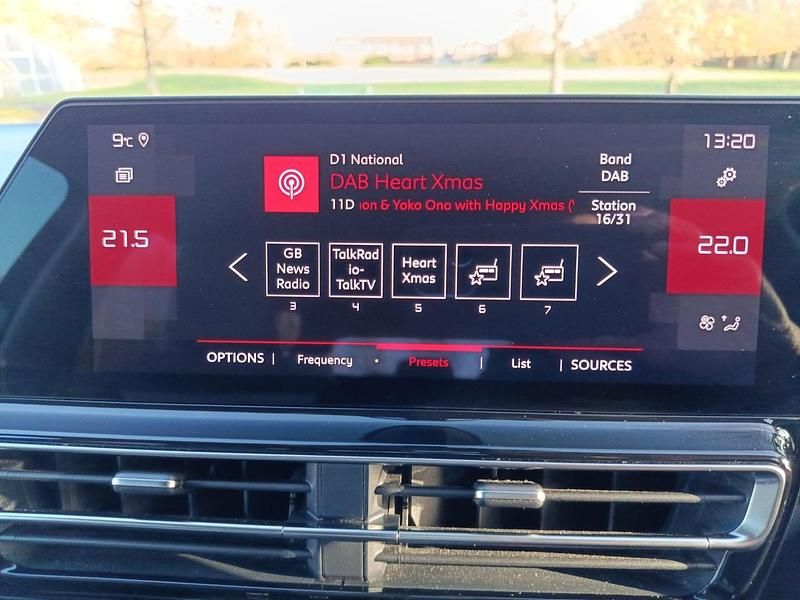 9°C
13:20
D1 National
DAB Heart Xmas
11D ion & Yoko Ono with Happy Xmas (
Band
DAB
Station
16/31
21.5
22.0
GB
News
Radio
TalkRad
io-
TalkTV
Heart
Xmas
3 4 5 6 7
OPTIONS | Frequency • Presets | List | SOURCES